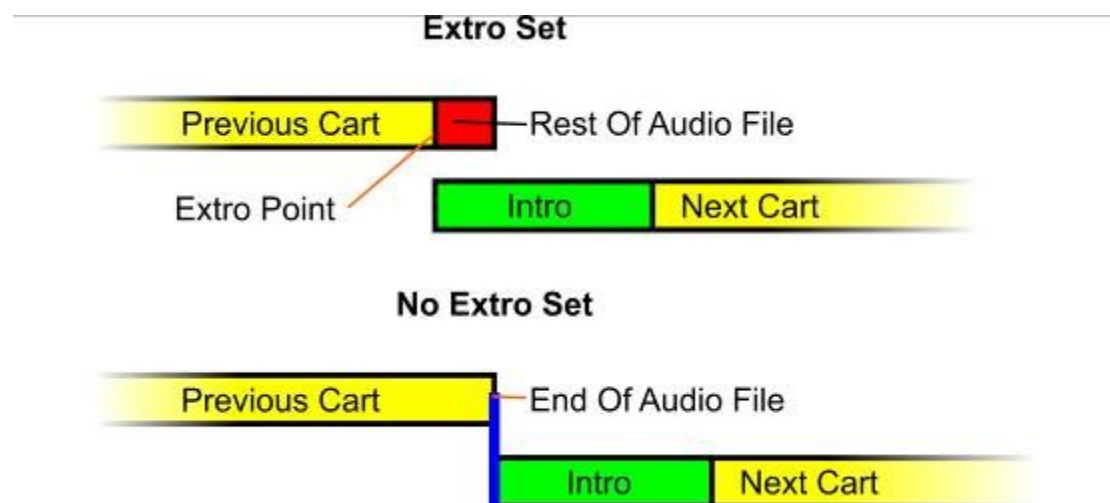 Extro Set
Previous Cart
Rest Of Audio File
Extro Point
Intro
Next Cart
No Extro Set
Previous Cart
End Of Audio File
Intro
Next Cart